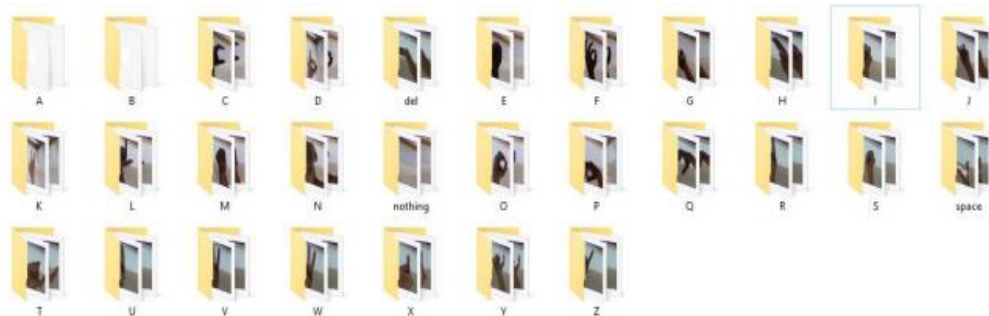 A B C D del E F G H I J
K L M N nothing O P Q R S space
T U V W X Y Z